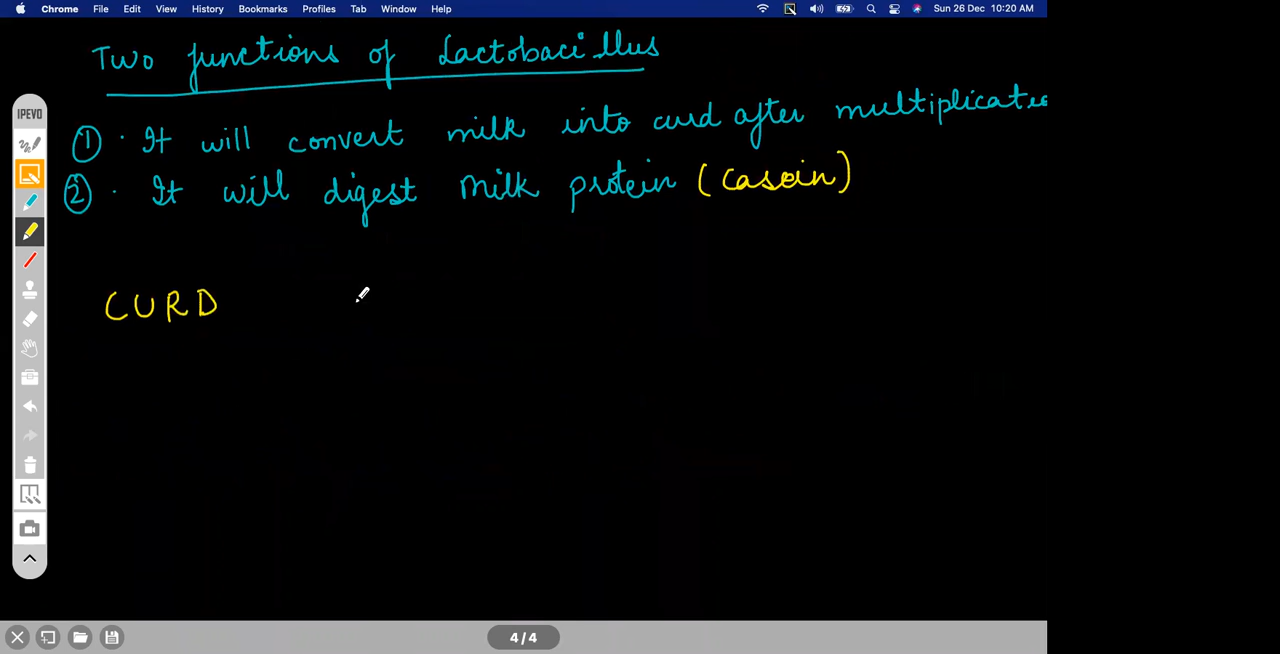 Chrome File Edit View History Bookmarks Profiles Tab Window Help Sun 26 Dec 10:20 AM
Two functions of Lactobacillus
IPEVO
① · It will convert milk into curd after
② · It will digest milk protein (casein)
CURD
4/4